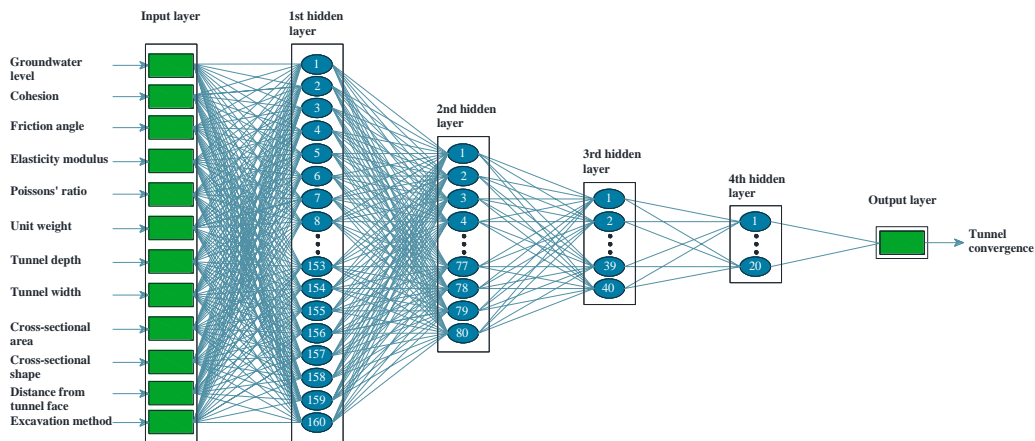 Input layer
1st hidden
layer
2nd hidden
layer
3rd hidden
layer
4th hidden
layer
Output layer
Groundwater
level
Cohesion
Friction angle
Elasticity modulus
Poissons' ratio
Unit weight
Tunnel depth
Tunnel width
Cross-sectional
area
Cross-sectional
shape
Distance from
tunnel face
Excavation method
1
2
3
4
5
6
7
8
153
154
155
156
157
158
159
160
1
2
3
4
77
78
79
80
1
2
39
40
1
20
Tunnel
convergence